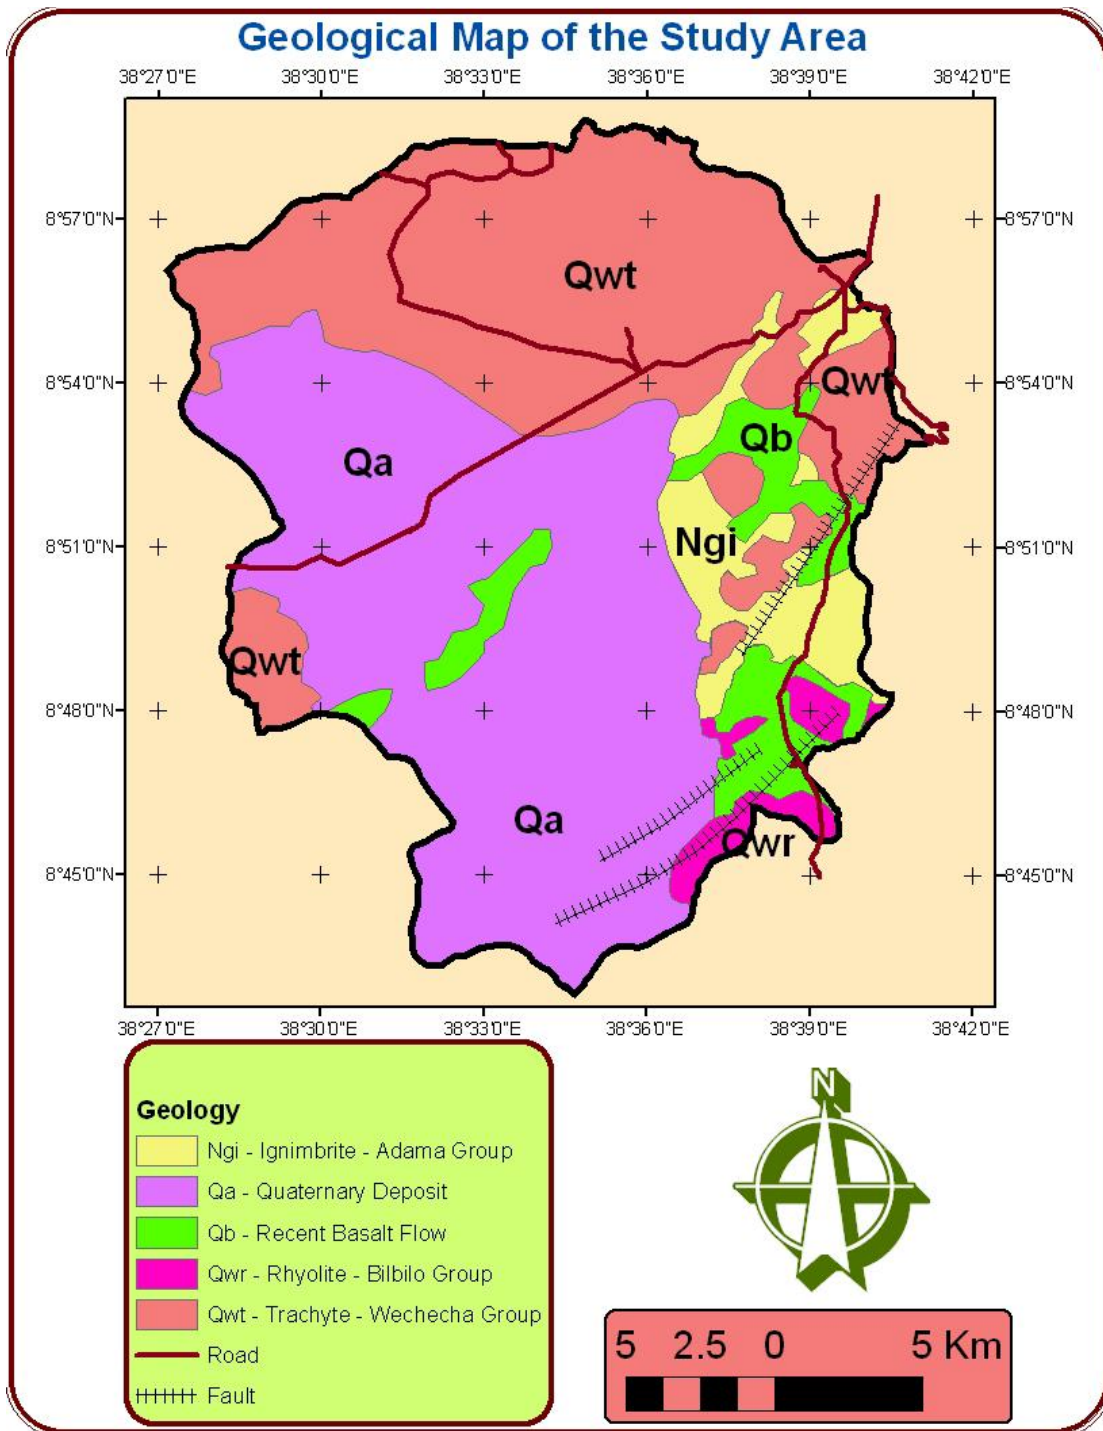 Geological Map of the Study Area
38°27'0"E 38°30'0"E 38°33'0"E 38°36'0"E 38°39'0"E 38°42'0"E
8°57'0"N 8°57'0"N
Qwt
8°54'0"N Qwt 8°54'0"N
Qb
Qa
8°51'0"N Ngi 8°51'0"N
Qwt
8°48'0"N 8°48'0"N
Qa
Qwr
8°45'0"N 8°45'0"N
38°27'0"E 38°30'0"E 38°33'0"E 38°36'0"E 38°39'0"E 38°42'0"E
Geology
Ngi - Ignimbrite - Adama Group
Qa - Quaternary Deposit
Qb - Recent Basalt Flow
Qwr - Rhyolite - Bilbilo Group
Qwt - Trachyte - Wechecha Group
Road
Fault
N
5 2.5 0 5 Km